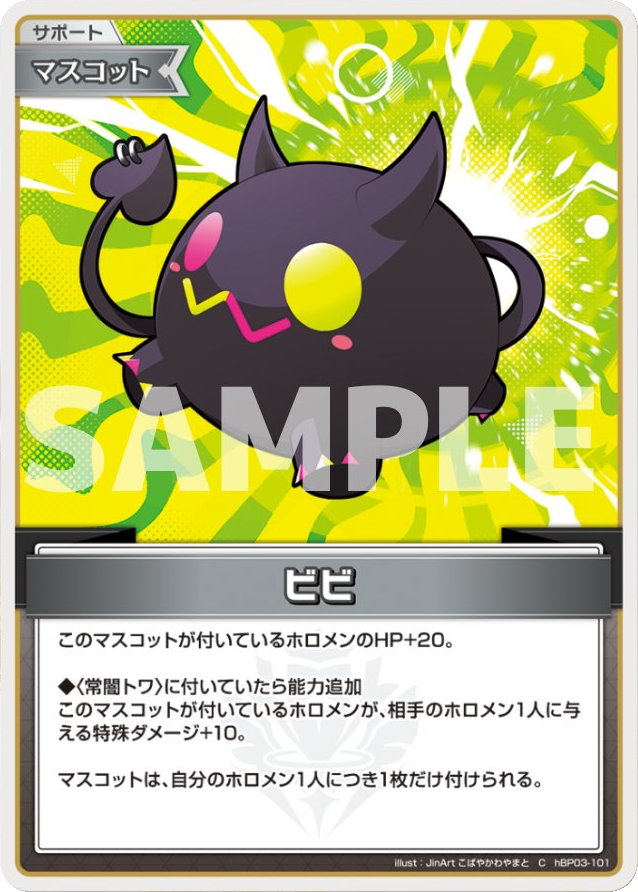 サポート
マスコット
SAMPLE
ビビ
このマスコットが付いているホロメンのHP+20。
◆〈常闇トワ〉に付いていたら能力追加
このマスコットが付いているホロメンが、相手のホロメン1人に与
える特殊ダメージ+10。
マスコットは、自分のホロメン1人につき1枚だけ付けられる。
illust : JinArt こばやかわやまと C hBP03-101